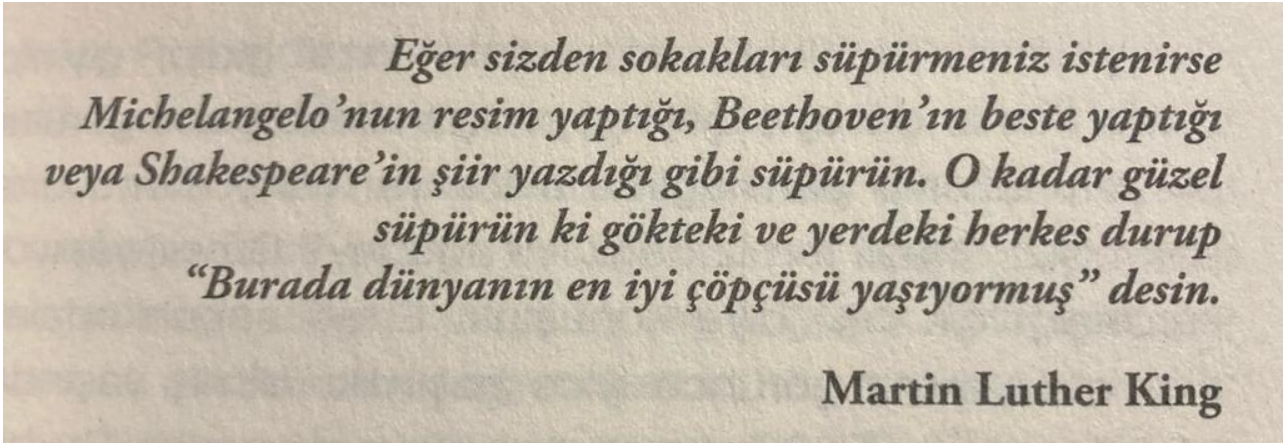 Eğer sizden sokakları süpürmeniz istenirse
Michelangelo’nun resim yaptığı, Beethoven’ın beste yaptığı
veya Shakespeare’in şiir yazdığı gibi süpürün. O kadar güzel
süpürün ki gökteki ve yerdeki herkes durup
“Burada dünyanın en iyi çöpçüsü yaşıyormuş” desin.
Martin Luther King